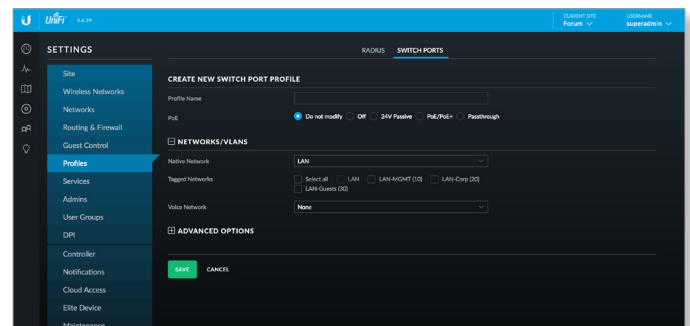 UniFi 5.6.29
CURRENT SITE
Forum
USERNAME
superadmin
SETTINGS
RADIUS SWITCH PORTS
Site
Wireless Networks
Networks
Routing & Firewall
Guest Control
Profiles
Services
Admins
User Groups
DPI
Controller
Notifications
Cloud Access
Elite Device
Maintenance
CREATE NEW SWITCH PORT PROFILE
Profile Name
PoE Do not modify Off 24V Passive PoE/PoE+ Passthrough
NETWORKS/VLANS
Native Network LAN
Tagged Networks Select all LAN LAN-MGMT (10) LAN-Corp (20)
LAN-Guests (30)
Voice Network None
ADVANCED OPTIONS
SAVE CANCEL